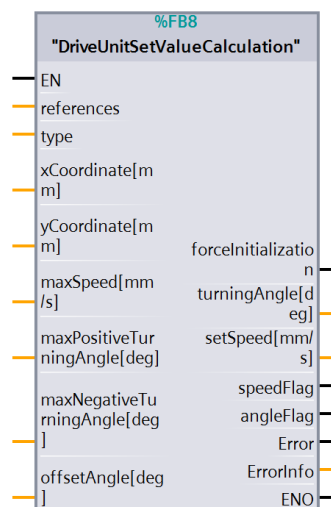 %FB8
"DriveUnitSetValueCalculation"
EN
references
type
xCoordinate[m
m]
yCoordinate[m
m]
maxSpeed[mm
/s]
maxPositiveTur
ningAngle[deg]
maxNegativeTu
rningAngle[deg
]
offsetAngle[deg
]
forceInitializatio
n
turningAngle[d
eg]
setSpeed[mm/
s]
speedFlag
angleFlag
Error
ErrorInfo
ENO